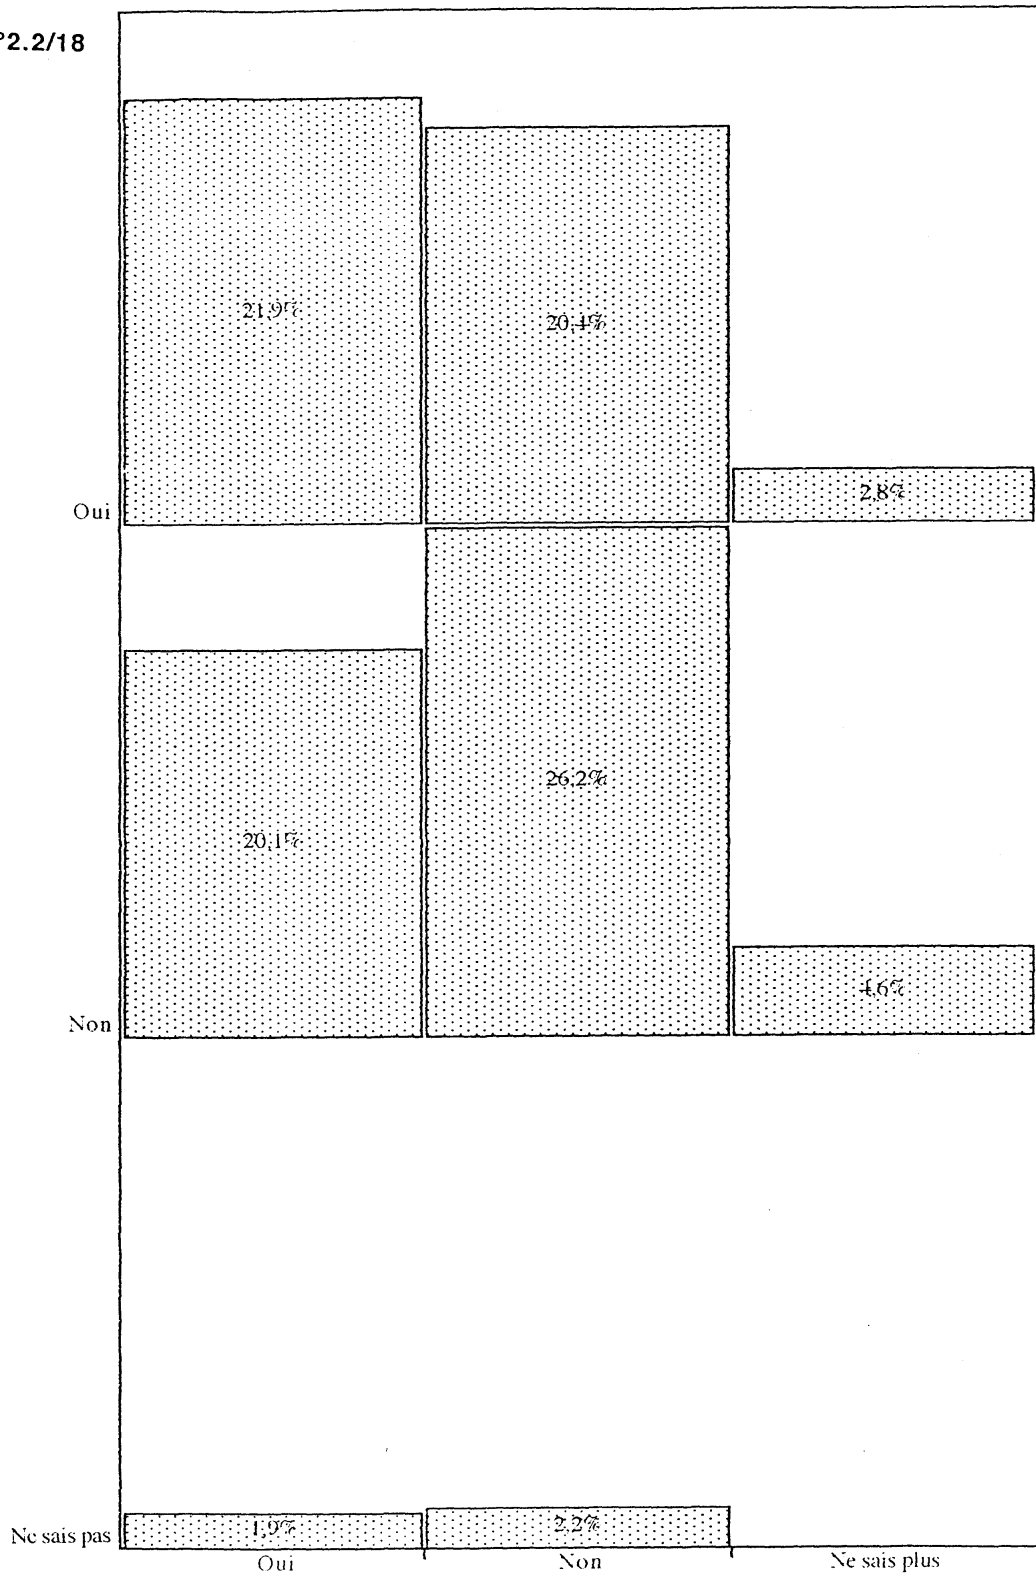 °2.2/18
21,9%
20,4%
2,8%
Oui
26,2%
20,1%
4,6%
Non
1,9%
2,2%
Ne sais pas
Oui Non Ne sais plus